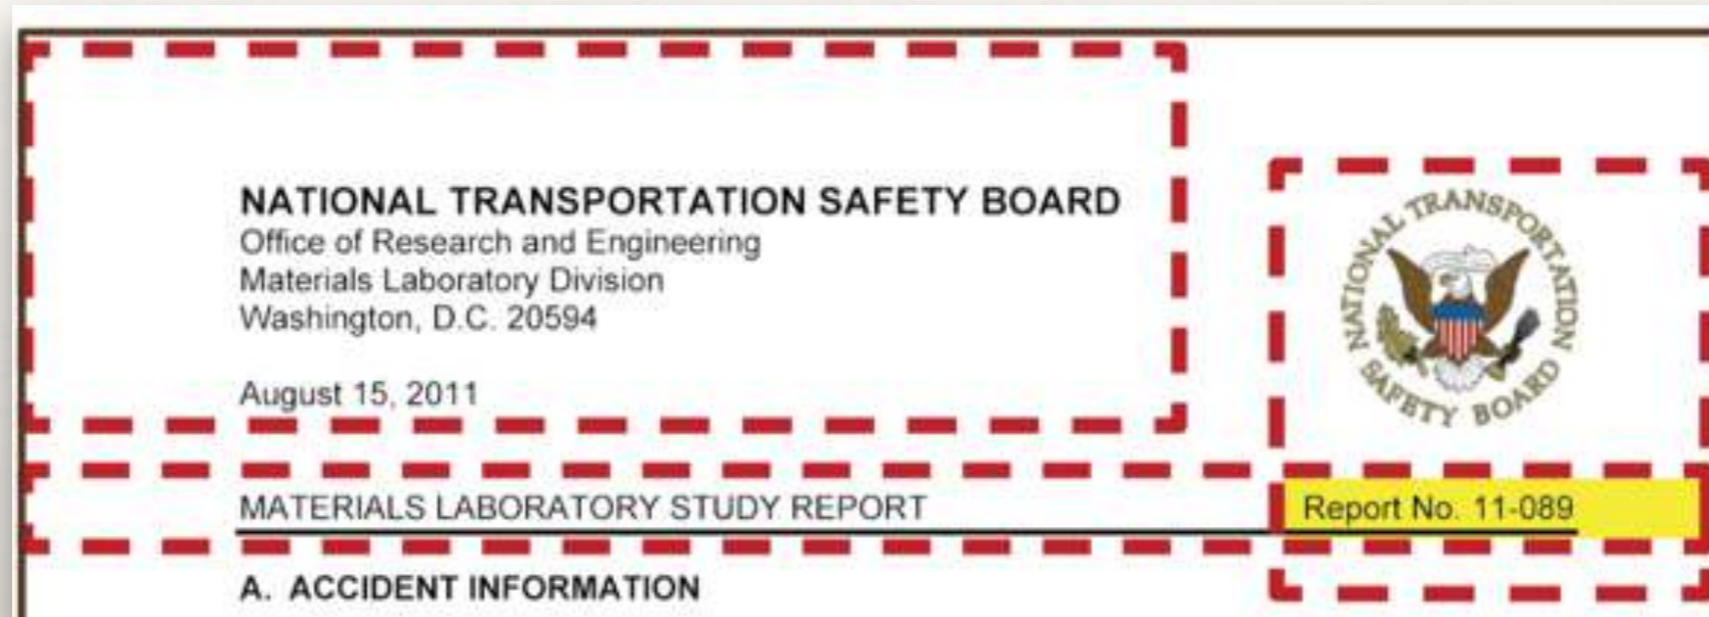 NATIONAL TRANSPORTATION SAFETY BOARD
Office of Research and Engineering
Materials Laboratory Division
Washington, D.C. 20594
August 15, 2011
NATIONAL TRANSPORTATION
SAFETY BOARD
MATERIALS LABORATORY STUDY REPORT Report No. 11-089
A. ACCIDENT INFORMATION